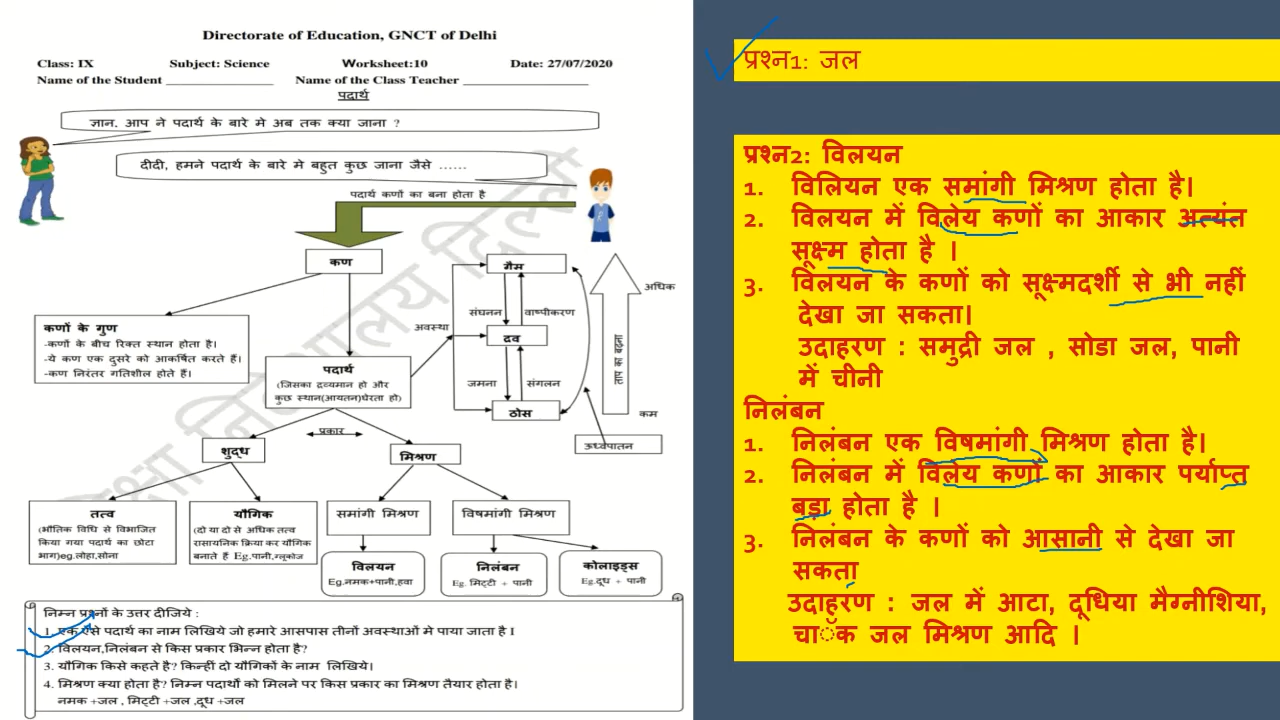 Directorate of Education, GNCT of Delhi
Class: IX Subject: Science Worksheet:10 Date: 27/07/2020
Name of the Student ________________ Name of the Class Teacher ________________
पदार्थ
ज्ञान. आप ने पदार्थ के बारे मे अब तक क्या जाना ?
दीदी, हमने पदार्थ के बारे मे बहुत कुछ जाना जैसे ......
पदार्थ कणों का बना होता है
कण
कणों के गुण
-कणों के बीच रिक्त स्थान होता है।
-ये कण एक दुसरे को आकर्षित करते हैं।
-कण निरंतर गतिशील होते हैं।
अवस्था
गैस
संघनन वाष्पीकरण
द्रव
जमना संगलन
ठोस
अधिक
ताप का बढ़ना
कम
ऊर्ध्वपातन
पदार्थ
(जिसका द्रव्यमान हो और
कुछ स्थान(आयतन)घेरता हो)
प्रकार
शुद्ध
मिश्रण
तत्व
(भौतिक विधि से विभाजित
किया गया पदार्थ का छोटा
भाग)eg.लोहा,सोना
यौगिक
(दो या दो से अधिक तत्व
रासायनिक क्रिया कर यौगिक
बनाते हैं Eg.पानी,ग्लूकोज
समांगी मिश्रण
विषमांगी मिश्रण
विलयन
Eg.नमक+पानी,हवा
निलंबन
Eg. मिट्टी + पानी
कोलाइड्स
Eg.दूध + पानी
निम्न प्रश्नों के उत्तर दीजिये :
1. एक ऐसे पदार्थ का नाम लिखिये जो हमारे आसपास तीनों अवस्थाओं मे पाया जाता है I
2. विलयन,निलंबन से किस प्रकार भिन्न होता है?
3. यौगिक किसे कहते है? किन्हीं दो यौगिकों के नाम लिखिये।
4. मिश्रण क्या होता है? निम्न पदार्थो को मिलने पर किस प्रकार का मिश्रण तैयार होता है।
नमक +जल , मिट्टी +जल ,दूध +जल
शिक्षा निदेशालय दिल्ली
प्रश्न1: जल
प्रश्न2: विलयन
1. विलियन एक समांगी मिश्रण होता है।
2. विलयन में विलेय कणों का आकार अत्यंत
सूक्ष्म होता है ।
3. विलयन के कणों को सूक्ष्मदर्शी से भी नहीं
देखा जा सकता।
उदाहरण : समुद्री जल , सोडा जल, पानी
में चीनी
निलंबन
1. निलंबन एक विषमांगी मिश्रण होता है।
2. निलंबन में विलेय कणों का आकार पर्याप्त
बड़ा होता है ।
3. निलंबन के कणों को आसानी से देखा जा
सकता
उदाहरण : जल में आटा, दूधिया मैग्नीशिया,
चाॅक जल मिश्रण आदि ।